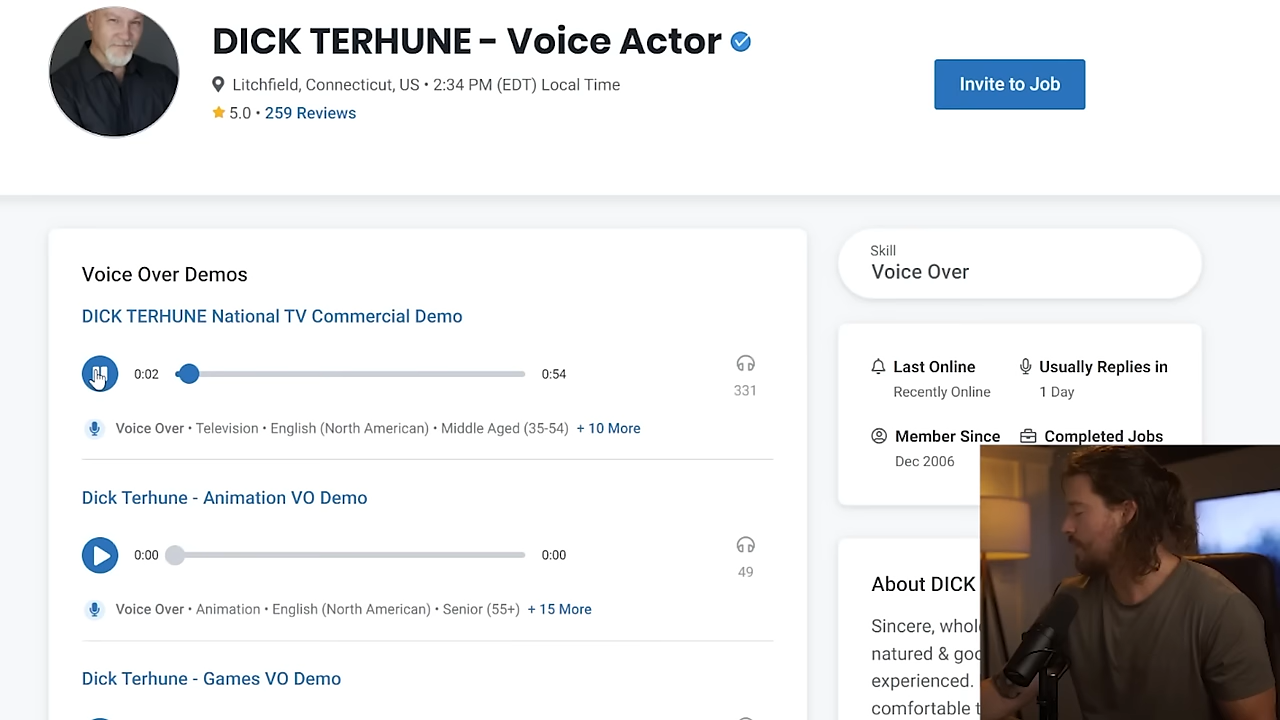 DICK TERHUNE - Voice Actor
Litchfield, Connecticut, US • 2:34 PM (EDT) Local Time
5.0 • 259 Reviews
Invite to Job
Voice Over Demos
DICK TERHUNE National TV Commercial Demo
0:02
0:54
331
Voice Over • Television • English (North American) • Middle Aged (35-54) + 10 More
Dick Terhune - Animation VO Demo
0:00
0:00
49
Voice Over • Animation • English (North American) • Senior (55+) + 15 More
Dick Terhune - Games VO Demo
Skill
Voice Over
Last Online
Recently Online
Usually Replies in
1 Day
Member Since
Dec 2006
Completed Jobs
About DICK
Sincere,
natured &
experienced.
comfortable